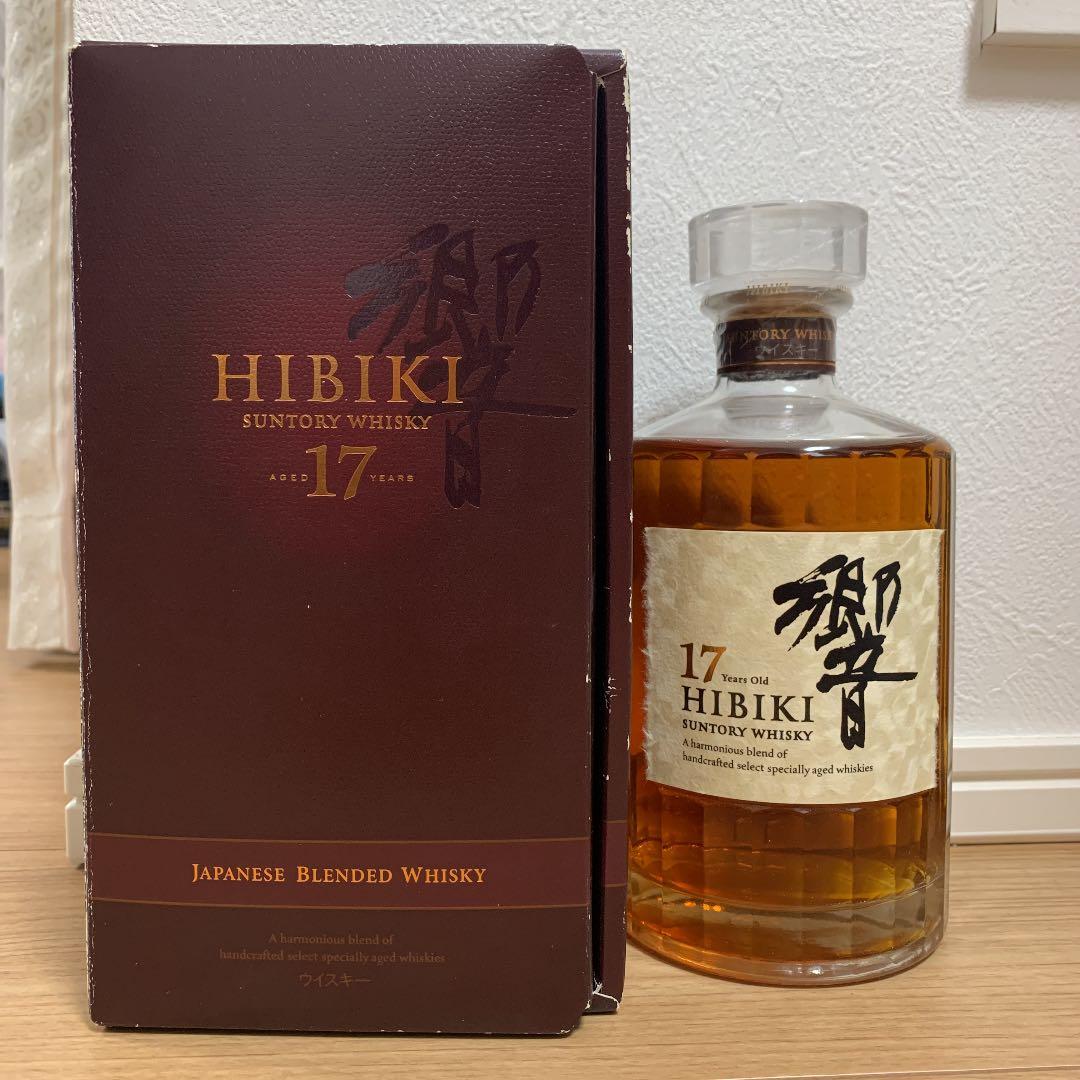 響
HIBIKI
SUNTORY WHISKY
AGED 17 YEARS
JAPANESE BLENDED WHISKY
A harmonious blend of
handcrafted select specially aged whiskies
ウイスキー
HIBIKI
SUNTORY WHISKY
ウイスキー
響
17 Years Old
HIBIKI
SUNTORY WHISKY
A harmonious blend of
handcrafted select specially aged whiskies